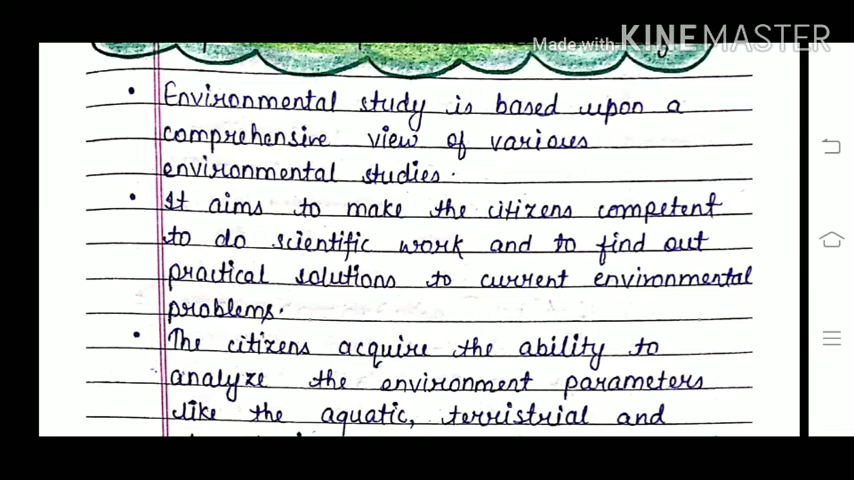 Made with KINEMASTER
Environmental study is based upon a
comprehensive view of various
environmental studies.
It aims to make the citizens competent
to do scientific work and to find out
practical solutions to current environmental
problems.
The citizens acquire the ability to
analyze the environment parameters
like the aquatic, terristrial and